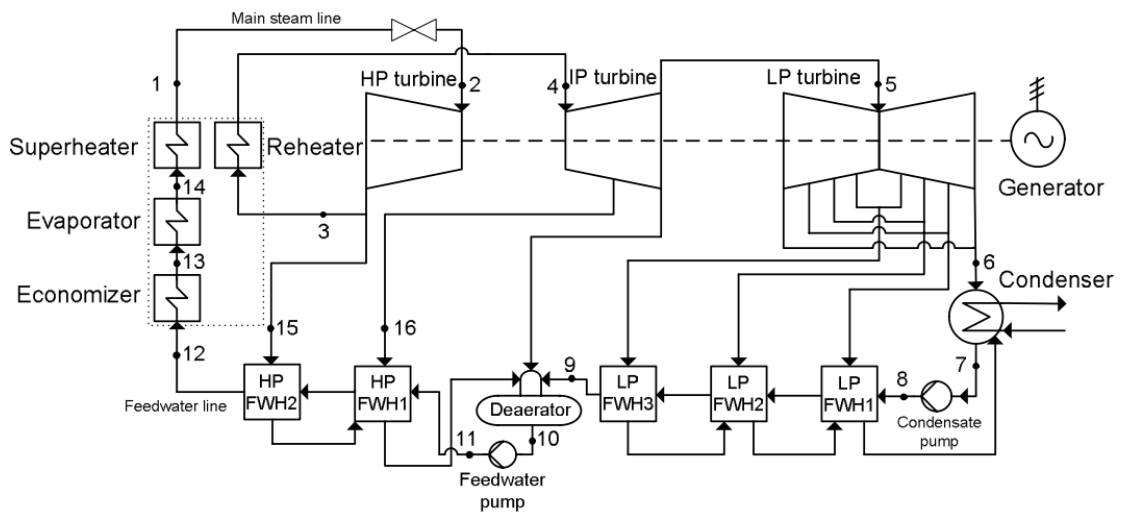 Main steam line
1
HP turbine
2
4
IP turbine
LP turbine
5
Superheater
Reheater
Generator
14
Evaporator
3
13
6
Condenser
Economizer
15
16
12
9
8
7
HP
FWH2
HP
FWH1
Deaerator
LP
FWH3
LP
FWH2
LP
FWH1
Feedwater line
11
10
Condensate
pump
Feedwater
pump